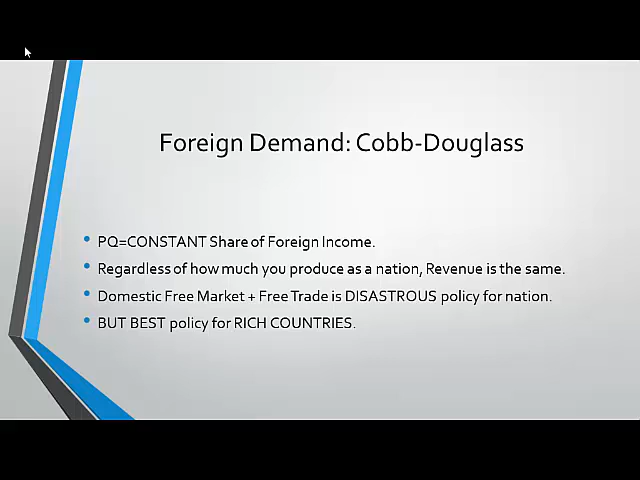 Foreign Demand: Cobb-Douglass
PQ=CONSTANT Share of Foreign Income.
Regardless of how much you produce as a nation, Revenue is the same.
Domestic Free Market + Free Trade is DISASTROUS policy for nation.
BUT BEST policy for RICH COUNTRIES.